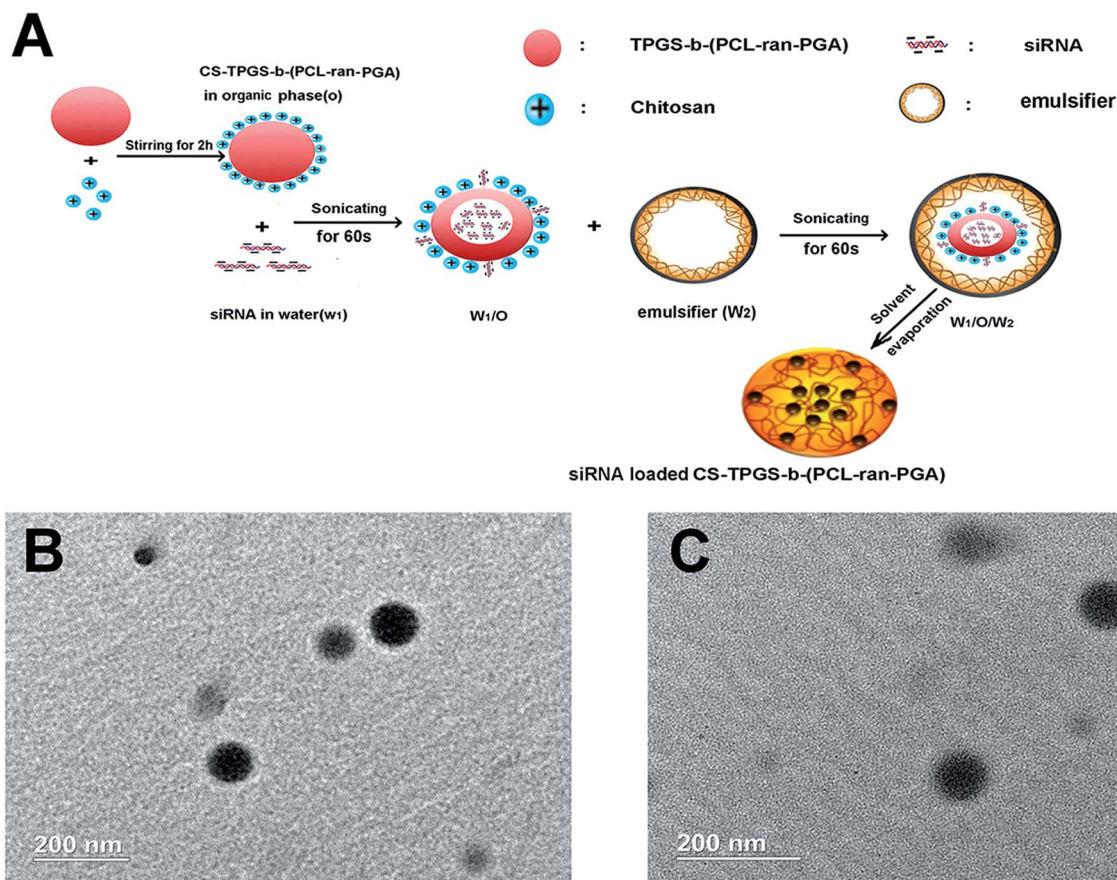 A
: TPGS-b-(PCL-ran-PGA)
: siRNA
+ : Chitosan
: emulsifier
CS-TPGS-b-(PCL-ran-PGA)
in organic phase(o)
Stirring for 2h
+
+
siRNA in water(w1)
Sonicating
for 60s
W1/O
+
emulsifier (W2)
Sonicating
for 60s
W1/O/W2
Solvent
evaporation
siRNA loaded CS-TPGS-b-(PCL-ran-PGA)
B
200 nm
C
200 nm